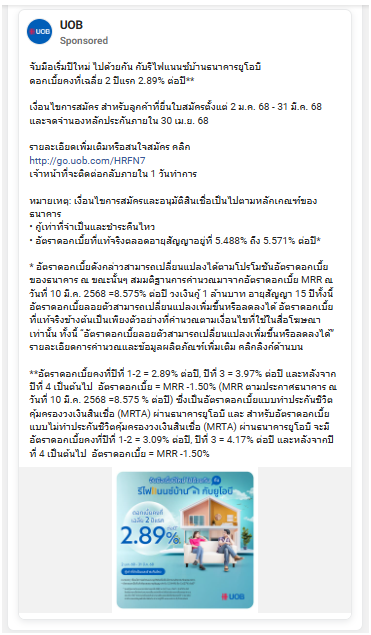 UOB
UOB
Sponsored
จับมือเริ่มปีใหม่ ไปด้วยกัน กับรีไฟแนนซ์บ้านธนาคารยูโอบี
ดอกเบี้ยคงที่เฉลี่ย 2 ปีแรก 2.89% ต่อปี**
เงื่อนไขการสมัคร สำหรับลูกค้าที่ยื่นใบสมัครตั้งแต่ 2 ม.ค. 68 - 31 มี.ค. 68
และจดจำนองหลักประกันภายใน 30 เม.ย. 68
รายละเอียดเพิ่มเติมหรือสนใจสมัคร คลิก
http://go.uob.com/HRFN7
เจ้าหน้าที่จะติดต่อกลับภายใน 1 วันทำการ
หมายเหตุ: เงื่อนไขการสมัครและอนุมัติสินเชื่อเป็นไปตามหลักเกณฑ์ของ
ธนาคาร
• กู้เท่าที่จำเป็นและชำระคืนไหว
• อัตราดอกเบี้ยที่แท้จริงตลอดอายุสัญญาอยู่ที่ 5.488% ถึง 5.571% ต่อปี*
* อัตราดอกเบี้ยดังกล่าวสามารถเปลี่ยนแปลงได้ตามโปรโมชันอัตราดอกเบี้ย
ของธนาคาร ณ ขณะนั้นๆ สมมติฐานการคำนวณมาจากอัตราดอกเบี้ย MRR ณ
วันที่ 10 มี.ค. 2568 =8.575% ต่อปี วงเงินกู้ 1 ล้านบาท อายุสัญญา 15 ปีทั้งนี้
อัตราดอกเบี้ยลอยตัวสามารถเปลี่ยนแปลงเพิ่มขึ้นหรือลดลงได้ อัตราดอกเบี้ย
ที่แท้จริงข้างต้นเป็นเพียงตัวอย่างที่คำนวณตามเงื่อนไขที่ใช้ในสื่อโฆษณา
เท่านั้น ทั้งนี้ "อัตราดอกเบี้ยลอยตัวสามารถเปลี่ยนแปลงเพิ่มขึ้นหรือลดลงได้"
รายละเอียดการคำนวณและข้อมูลผลิตภัณฑ์เพิ่มเติม คลิกลิงก์ด้านบน
**อัตราดอกเบี้ยคงที่ปีที่ 1-2 = 2.89% ต่อปี, ปีที่ 3 = 3.97% ต่อปี และหลังจาก
ปีที่ 4 เป็นต้นไป อัตราดอกเบี้ย = MRR -1.50% (MRR ตามประกาศธนาคาร ณ
วันที่ 10 มี.ค. 2568 =8.575 % ต่อปี) ซึ่งเป็นอัตราดอกเบี้ยแบบทำประกันชีวิต
คุ้มครองวงเงินสินเชื่อ (MRTA) ผ่านธนาคารยูโอบี และ สำหรับอัตราดอกเบี้ย
แบบไม่ทำประกันชีวิตคุ้มครองวงเงินสินเชื่อ (MRTA) ผ่านธนาคารยูโอบี จะมี
อัตราดอกเบี้ยคงที่ปีที่ 1-2 = 3.09% ต่อปี, ปีที่ 3 = 4.17% ต่อปี และหลังจากปี
ที่ 4 เป็นต้นไป อัตราดอกเบี้ย = MRR -1.50%
รีไฟแนนซ์บ้าน กับยูโอบี
ดอกเบี้ยคงที่
เฉลี่ย 2 ปีแรก
2.89%
UOB